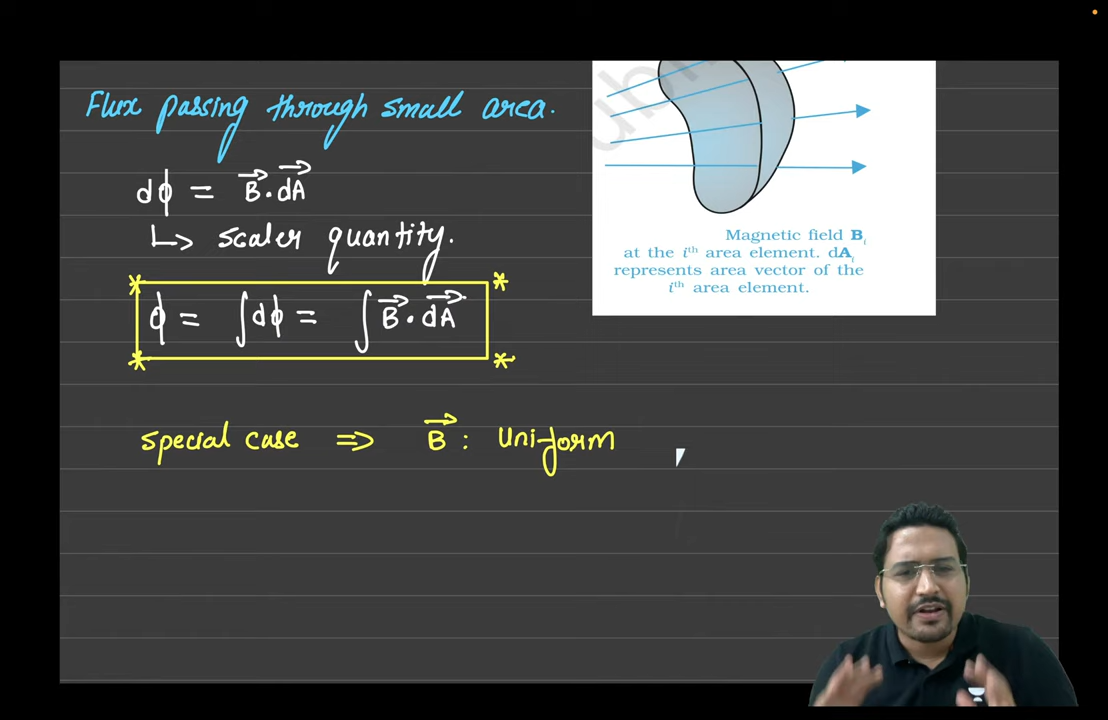 Flux passing through small area.
dϕ = B⃗ · dA⃗
↳ scaler quantity.
* ϕ = ∫dϕ = ∫ B⃗ · dA⃗ *
* *
special case ⇒ B⃗ : Uniform
Magnetic field Bᵢ
at the iᵗʰ area element. dAᵢ
represents area vector of the
iᵗʰ area element.